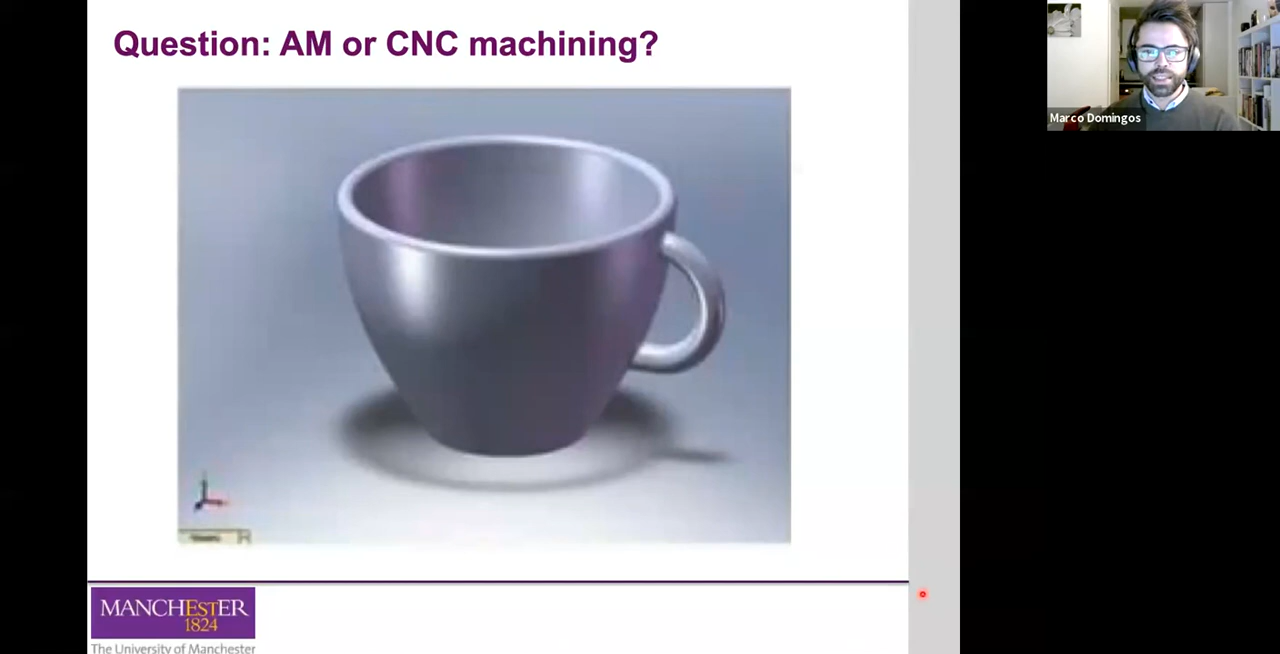 Question: AM or CNC machining?
Marco Domingos
MANCHESTER
1824
The University of Manchester